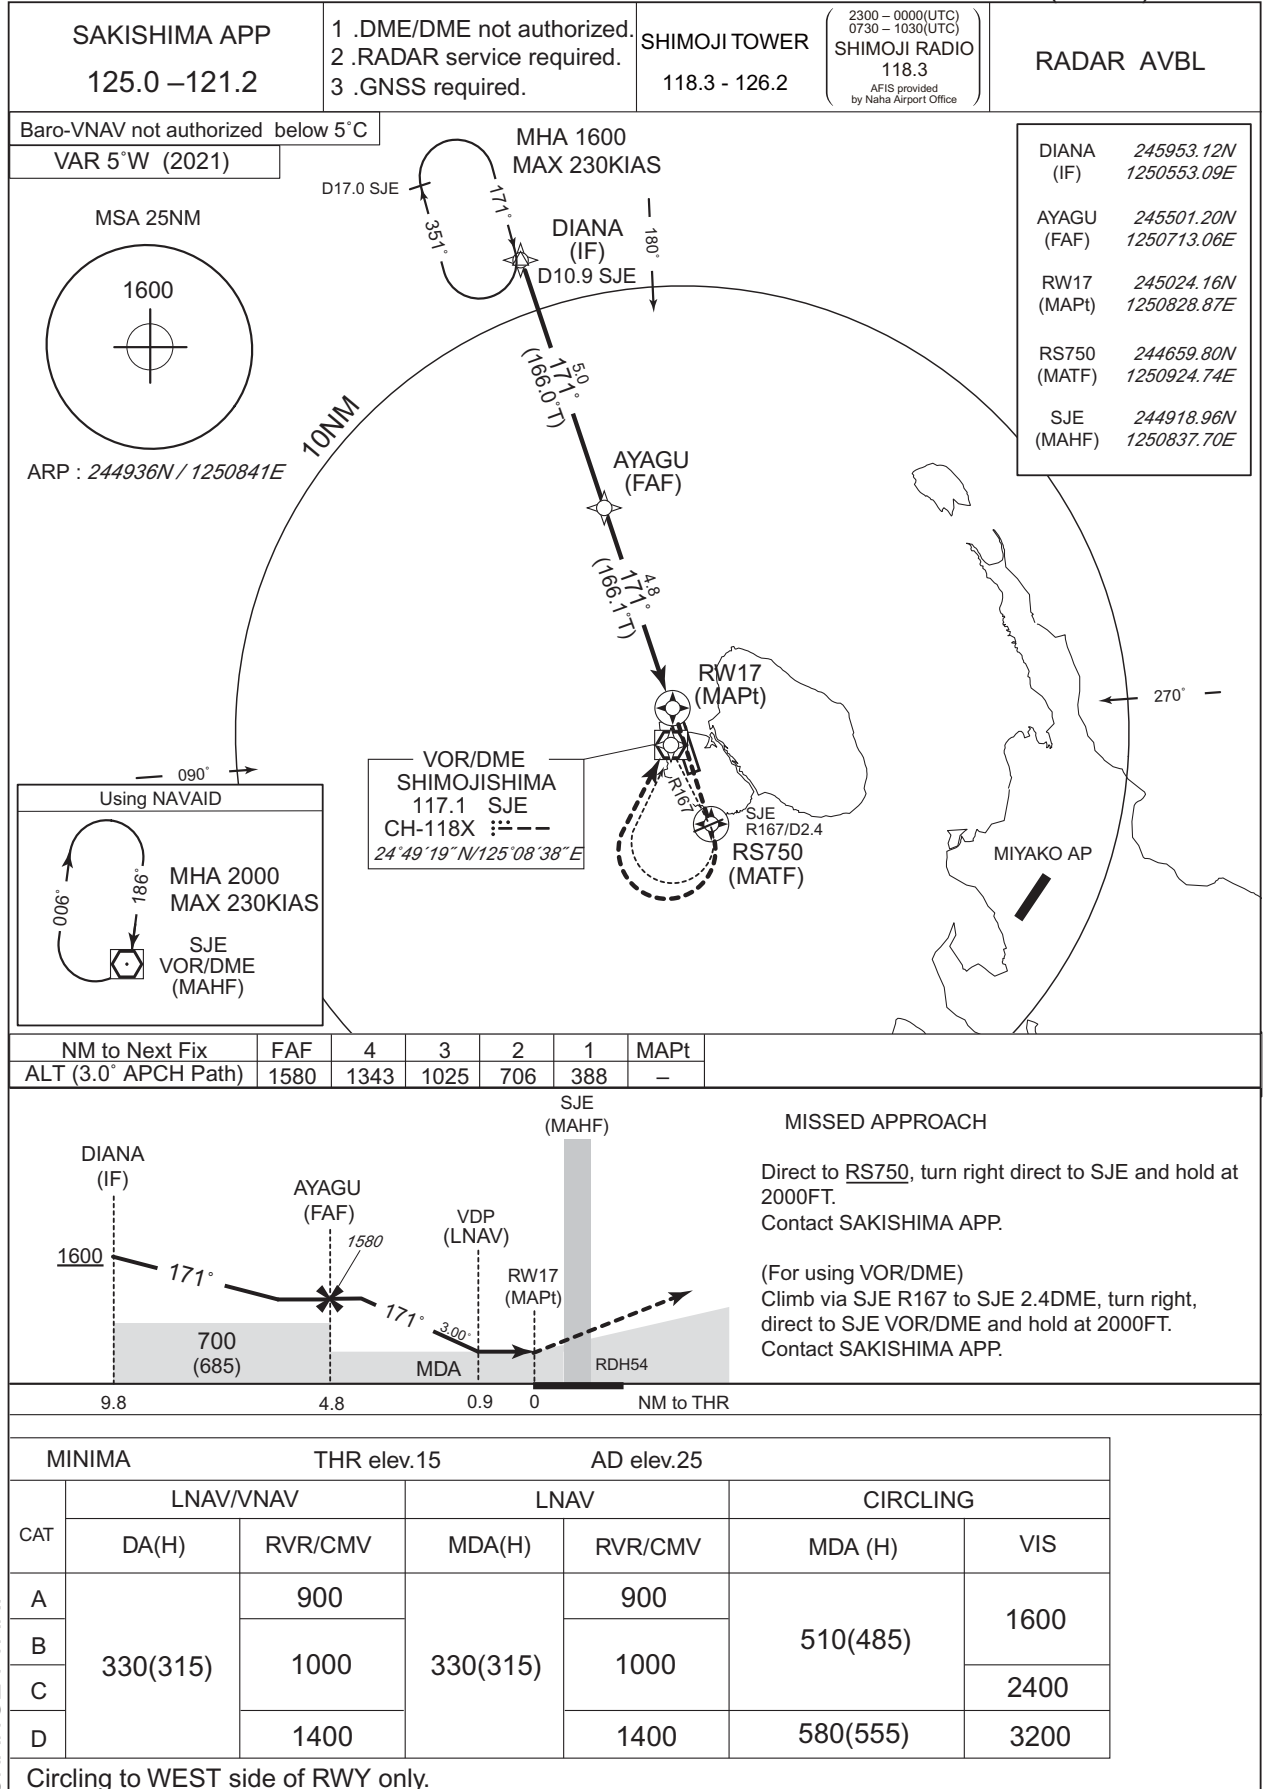 SAKISHIMA APP
125.0 –121.2
1 .DME/DME not authorized.
2 .RADAR service required.
3 .GNSS required.
SHIMOJI TOWER
118.3 - 126.2
2300 – 0000(UTC)
0730 – 1030(UTC)
SHIMOJI RADIO
118.3
AFIS provided
by Naha Airport Office
RADAR AVBL
Baro-VNAV not authorized below 5˚C
VAR 5˚W (2021)
MSA 25NM
1600
ARP : 244936N / 1250841E
MHA 1600
MAX 230KIAS
D17.0 SJE
171˚
351˚
DIANA
(IF)
D10.9 SJE
180˚
DIANA 245953.12N
(IF) 1250553.09E
AYAGU 245501.20N
(FAF) 1250713.06E
RW17 245024.16N
(MAPt) 1250828.87E
RS750 244659.80N
(MATF) 1250924.74E
SJE 244918.96N
(MAHF) 1250837.70E
10NM
5.0
171˚
(166.0˚T)
AYAGU
(FAF)
4.8
171˚
(166.1˚T)
RW17
(MAPt)
270˚
090˚
VOR/DME
SHIMOJISHIMA
117.1 SJE
CH-118X
24˚49´19˝N/125˚08´38˝E
R167
SJE
R167/D2.4
RS750
(MATF)
MIYAKO AP
Using NAVAID
006˚
186˚
MHA 2000
MAX 230KIAS
SJE
VOR/DME
(MAHF)
NM to Next Fix FAF 4 3 2 1 MAPt
ALT (3.0˚ APCH Path) 1580 1343 1025 706 388 –
DIANA
(IF)
1600
171˚
AYAGU
(FAF)
1580
171˚
3.00˚
VDP
(LNAV)
RW17
(MAPt)
SJE
(MAHF)
700
(685)
MDA
RDH54
9.8 4.8 0.9 0 NM to THR
MISSED APPROACH
Direct to RS750, turn right direct to SJE and hold at
2000FT.
Contact SAKISHIMA APP.
(For using VOR/DME)
Climb via SJE R167 to SJE 2.4DME, turn right,
direct to SJE VOR/DME and hold at 2000FT.
Contact SAKISHIMA APP.
MINIMA THR elev.15 AD elev.25
CAT LNAV/VNAV LNAV CIRCLING
DA(H) RVR/CMV MDA(H) RVR/CMV MDA (H) VIS
A 900 900
B 330(315) 1000 330(315) 1000 510(485) 1600
C 2400
D 1400 1400 580(555) 3200
Circling to WEST side of RWY only.